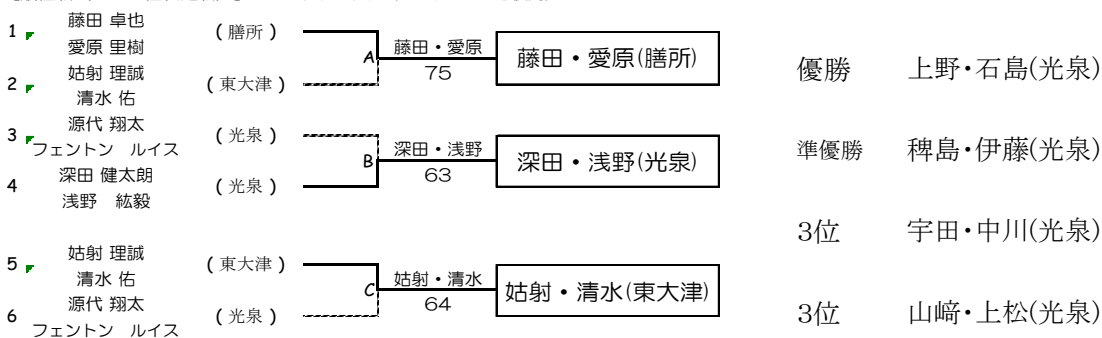 1 藤田 卓也
愛原 里樹
( 膳所 )
2 姑射 理誠
清水 佑
( 東大津 )
A 藤田・愛原
75
藤田・愛原(膳所)
3 源代 翔太
フェントン ルイス
( 光泉 )
4 深田 健太朗
浅野 紘毅
( 光泉 )
B 深田・浅野
63
深田・浅野(光泉)
5 姑射 理誠
清水 佑
( 東大津 )
6 源代 翔太
フェントン ルイス
( 光泉 )
C 姑射・清水
64
姑射・清水(東大津)
優勝 上野・石島(光泉)
準優勝 稗島・伊藤(光泉)
3位 宇田・中川(光泉)
3位 山﨑・上松(光泉)